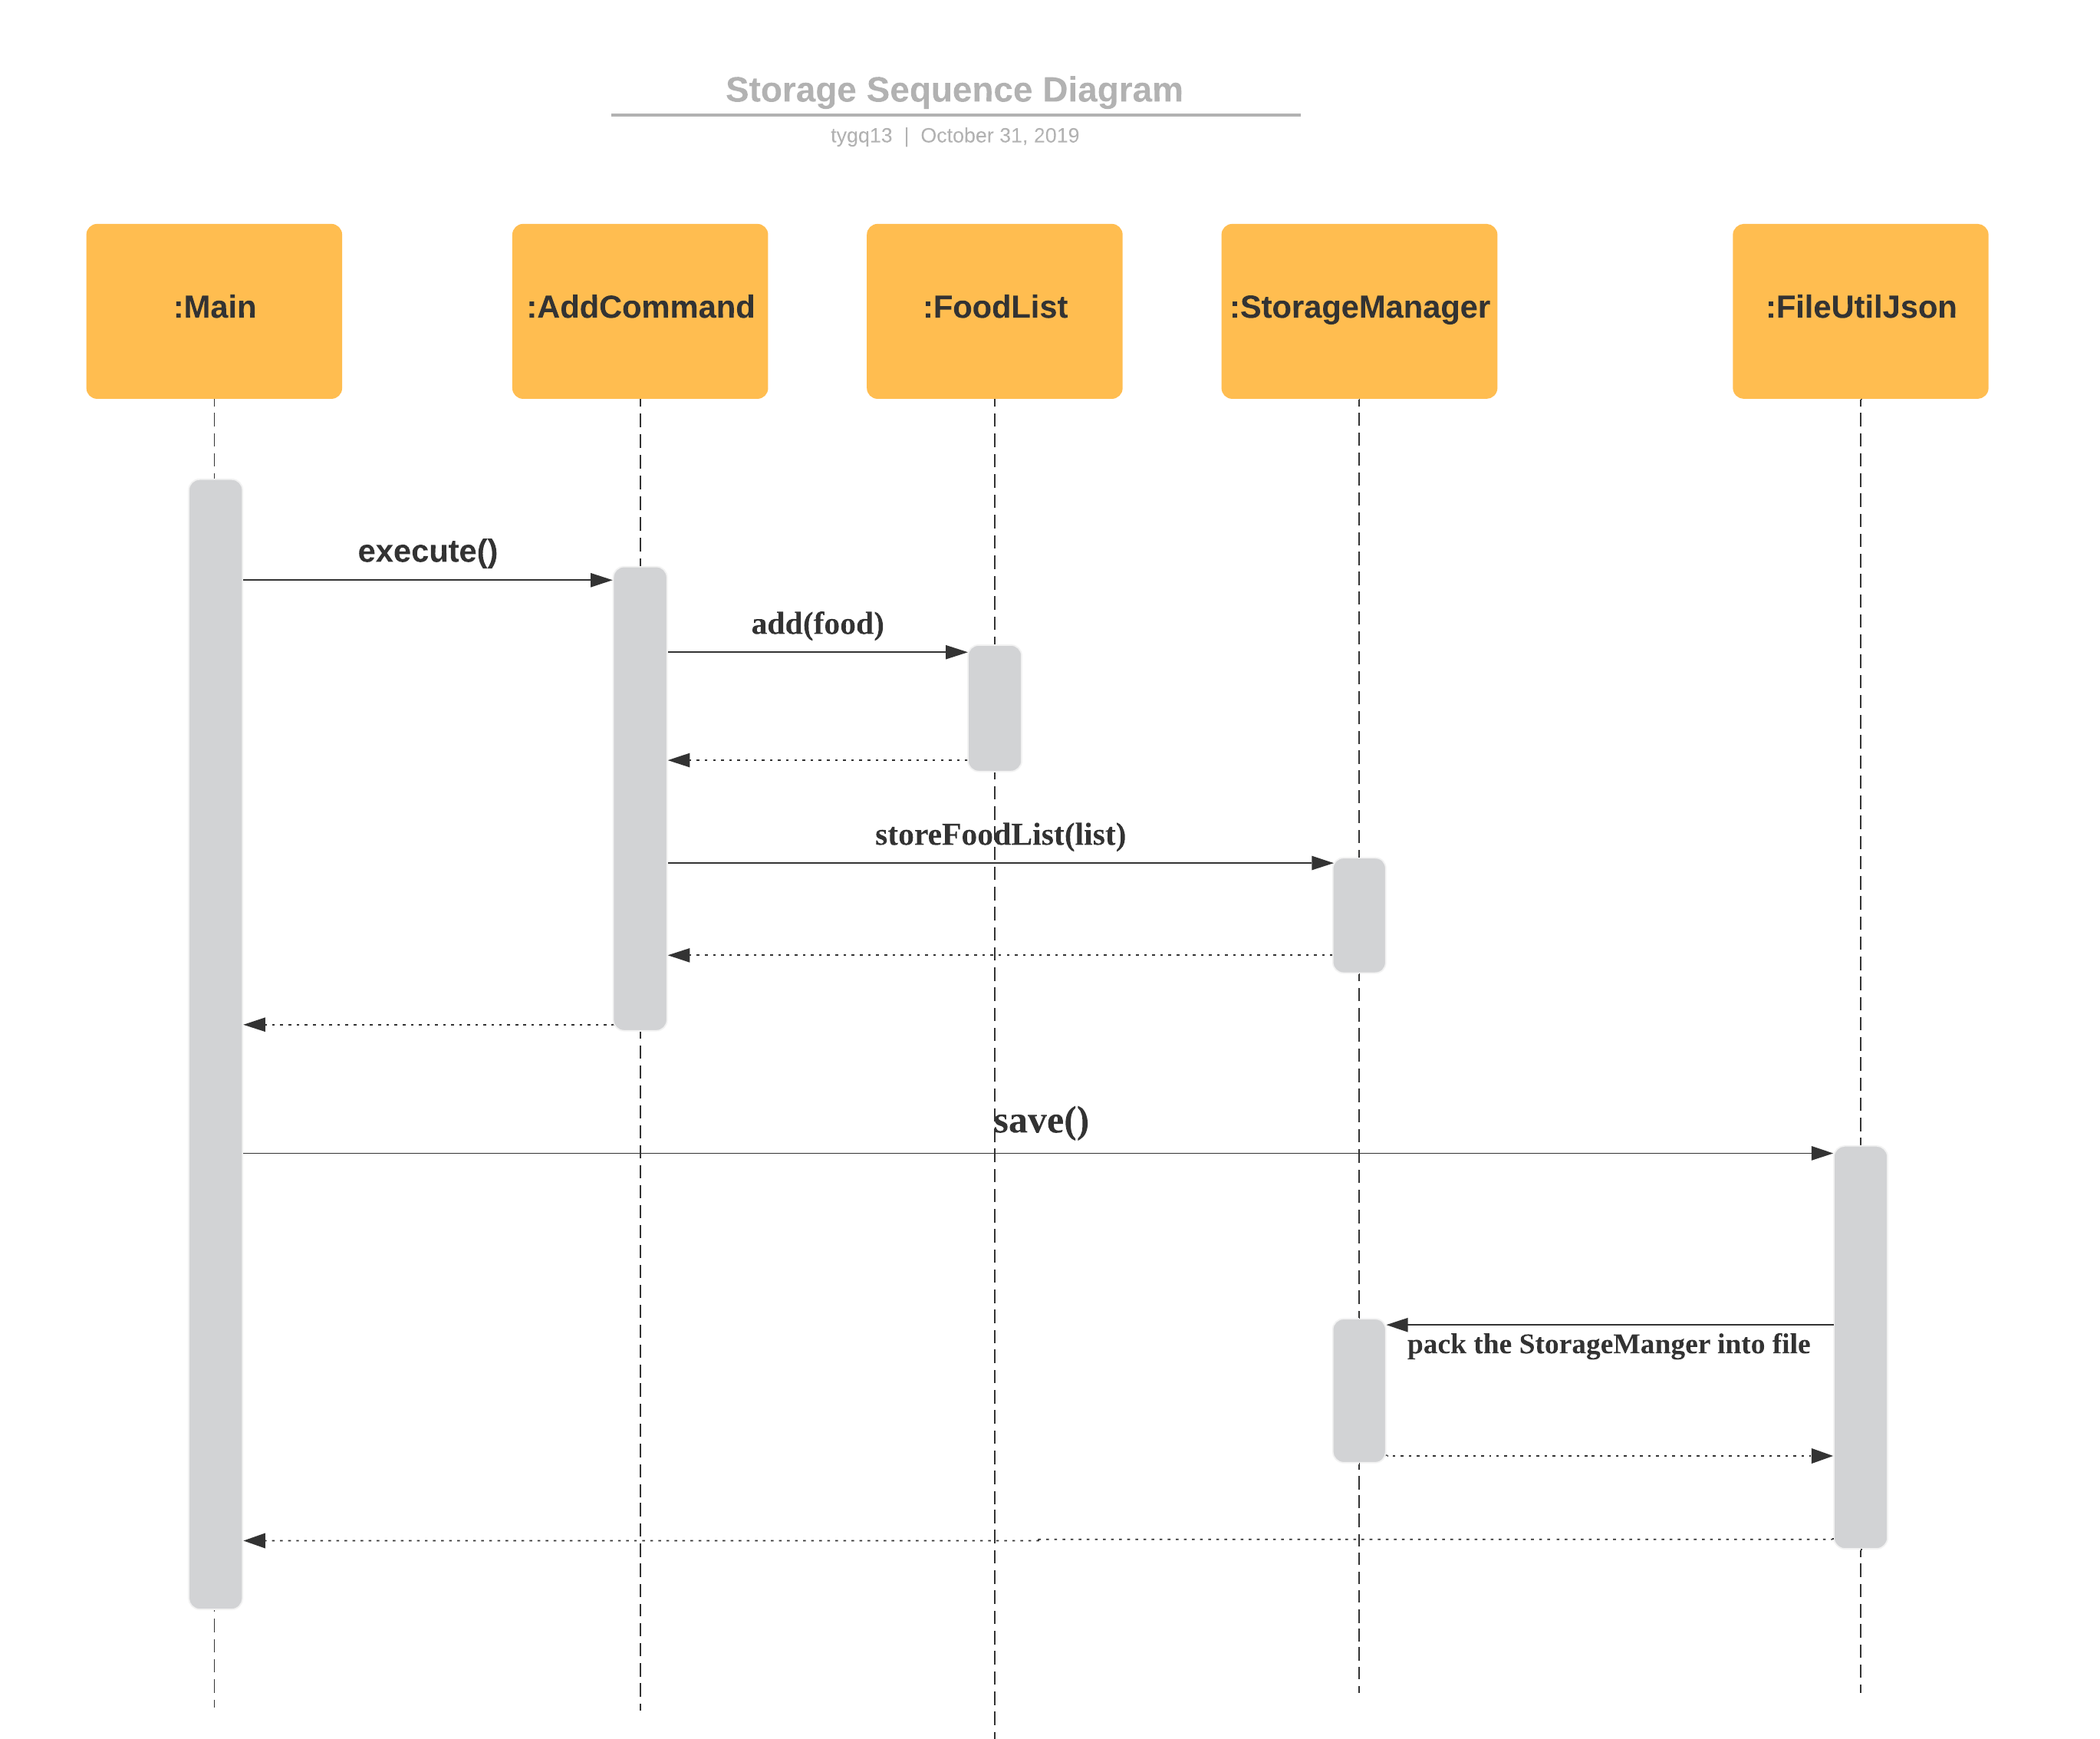 Storage Sequence Diagram
tygq13 | October 31, 2019
:Main
:AddCommand
:FoodList
:StorageManager
:FileUtilJson
execute()
add(food)
storeFoodList(list)
save()
pack the StorageManger into file